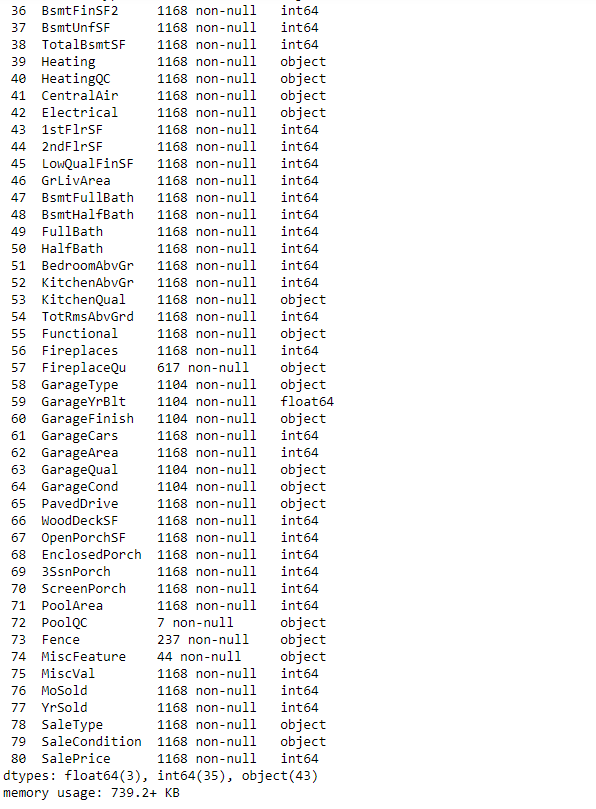 36 BsmtFinSF2 1168 non-null int64
37 BsmtUnfSF 1168 non-null int64
38 TotalBsmtSF 1168 non-null int64
39 Heating 1168 non-null object
40 HeatingQC 1168 non-null object
41 CentralAir 1168 non-null object
42 Electrical 1168 non-null object
43 1stFlrSF 1168 non-null int64
44 2ndFlrSF 1168 non-null int64
45 LowQualFinSF 1168 non-null int64
46 GrLivArea 1168 non-null int64
47 BsmtFullBath 1168 non-null int64
48 BsmtHalfBath 1168 non-null int64
49 FullBath 1168 non-null int64
50 HalfBath 1168 non-null int64
51 BedroomAbvGr 1168 non-null int64
52 KitchenAbvGr 1168 non-null int64
53 KitchenQual 1168 non-null object
54 TotRmsAbvGrd 1168 non-null int64
55 Functional 1168 non-null object
56 Fireplaces 1168 non-null int64
57 FireplaceQu 617 non-null object
58 GarageType 1104 non-null object
59 GarageYrBlt 1104 non-null float64
60 GarageFinish 1104 non-null object
61 GarageCars 1168 non-null int64
62 GarageArea 1168 non-null int64
63 GarageQual 1104 non-null object
64 GarageCond 1104 non-null object
65 PavedDrive 1168 non-null object
66 WoodDeckSF 1168 non-null int64
67 OpenPorchSF 1168 non-null int64
68 EnclosedPorch 1168 non-null int64
69 3SsnPorch 1168 non-null int64
70 ScreenPorch 1168 non-null int64
71 PoolArea 1168 non-null int64
72 PoolQC 7 non-null object
73 Fence 237 non-null object
74 MiscFeature 44 non-null object
75 MiscVal 1168 non-null int64
76 MoSold 1168 non-null int64
77 YrSold 1168 non-null int64
78 SaleType 1168 non-null object
79 SaleCondition 1168 non-null object
80 SalePrice 1168 non-null int64
dtypes: float64(3), int64(35), object(43)
memory usage: 739.2+ KB